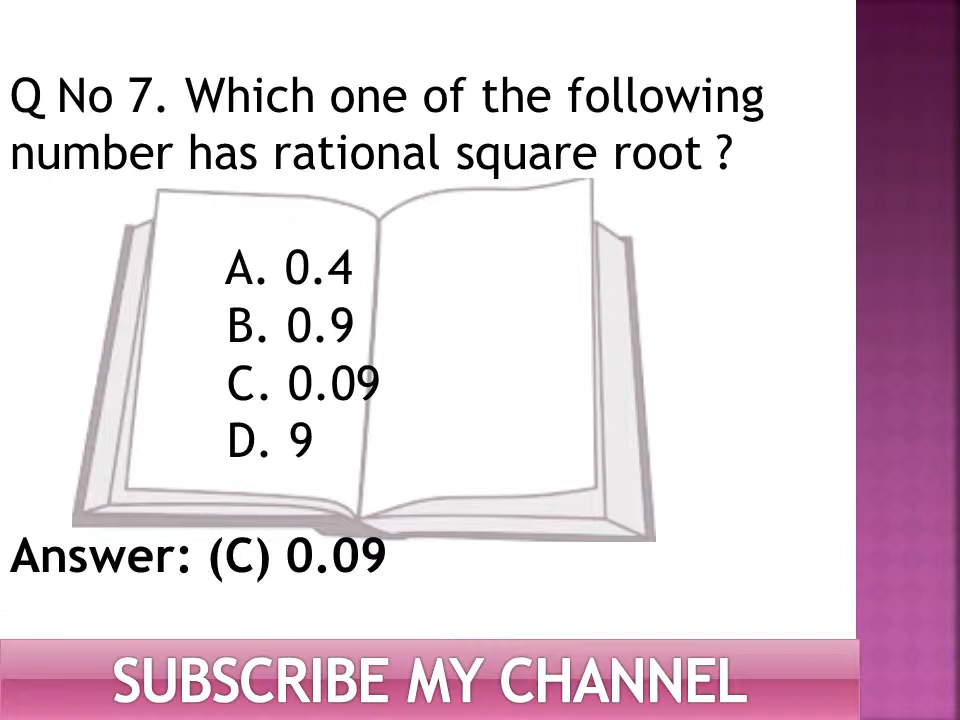 Q No 7. Which one of the following
number has rational square root ?
A. 0.4
B. 0.9
C. 0.09
D. 9
Answer: (C) 0.09
SUBSCRIBE MY CHANNEL